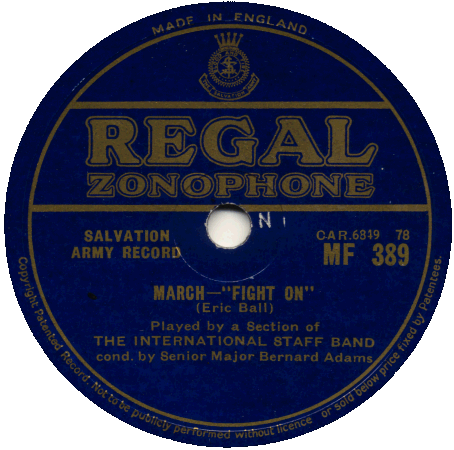 MADE IN ENGLAND
REGAL
ZONOPHONE
SALVATION
ARMY RECORD
N
CAR.6849 78
MF 389
MARCH—"FIGHT ON"
(Eric Ball)
Played by a Section of
THE INTERNATIONAL STAFF BAND
cond. by Senior Major Bernard Adams
Copyright Patented Record. Not to be publicly performed without licence or sold below price fixed by Patentees.